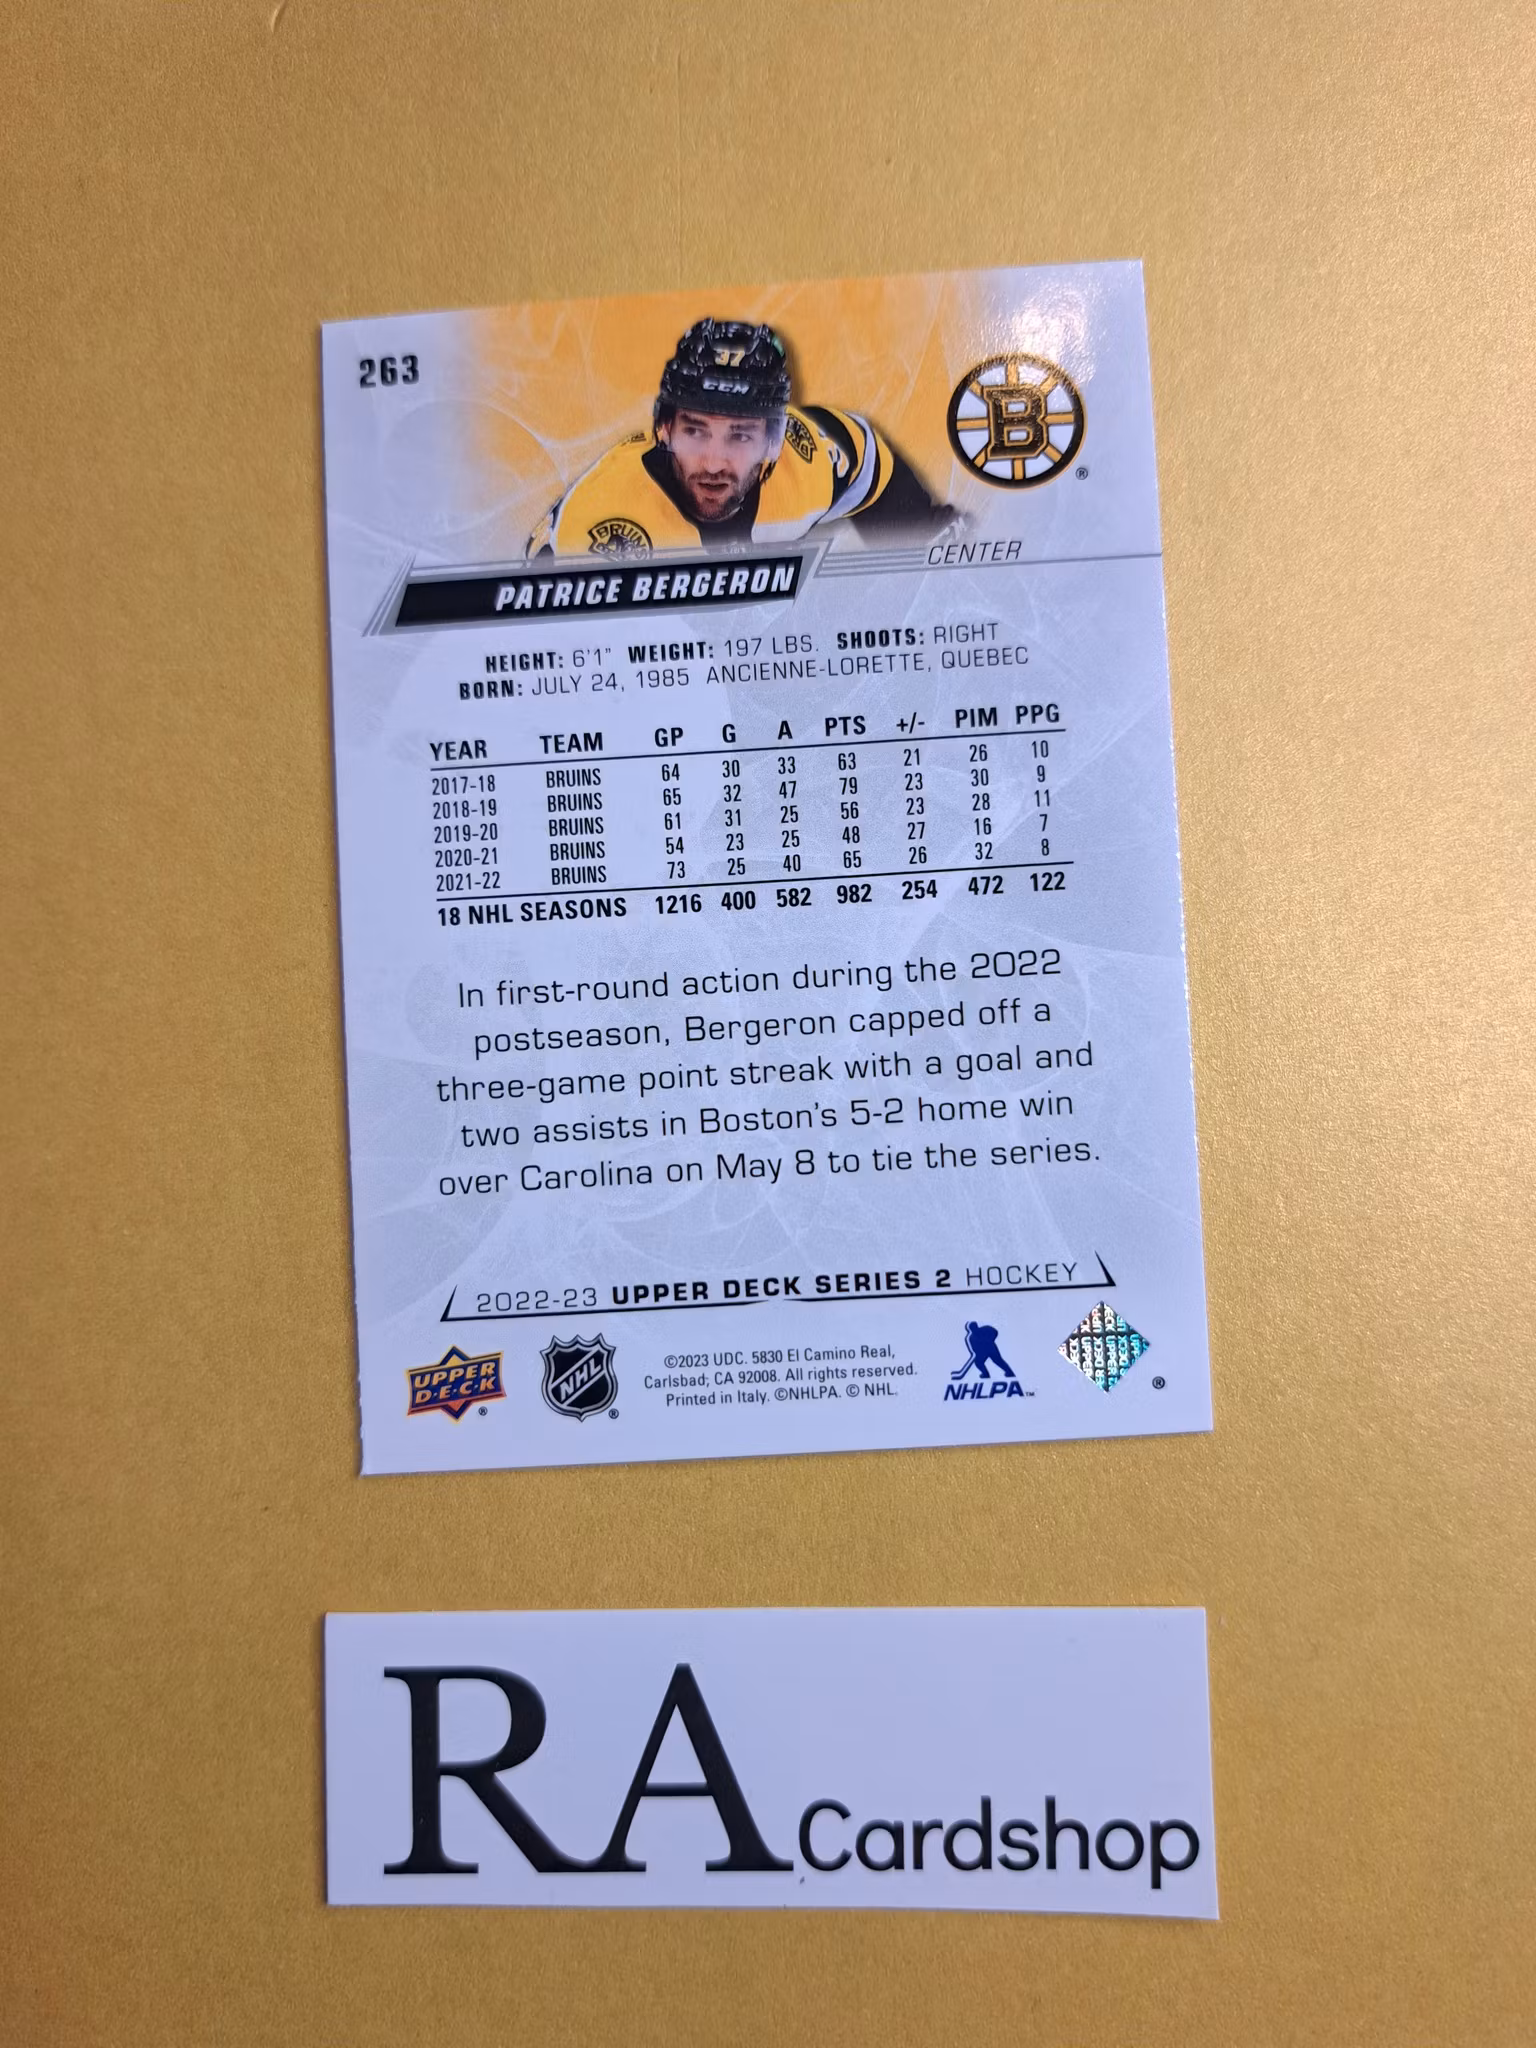 263
37
CCM
BRUINS
B
®
CENTER
PATRICE BERGERON
HEIGHT: 6'1" WEIGHT: 197 LBS. SHOOTS: RIGHT
BORN: JULY 24, 1985 ANCIENNE-LORETTE, QUEBEC
YEAR TEAM GP G A PTS +/- PIM PPG
2017-18 BRUINS 64 30 33 63 21 26 10
2018-19 BRUINS 65 32 47 79 23 30 9
2019-20 BRUINS 61 31 25 56 23 28 11
2020-21 BRUINS 54 23 25 48 27 16 7
2021-22 BRUINS 73 25 40 65 26 32 8
18 NHL SEASONS 1216 400 582 982 254 472 122
In first-round action during the 2022
postseason, Bergeron capped off a
three-game point streak with a goal and
two assists in Boston's 5-2 home win
over Carolina on May 8 to tie the series.
2022-23 UPPER DECK SERIES 2 HOCKEY
UPPER
D·E·C·K ®
NHL ®
©2023 UDC. 5830 El Camino Real,
Carlsbad; CA 92008. All rights reserved.
Printed in Italy. ©NHLPA. © NHL.
NHLPA™
®
RA Cardshop